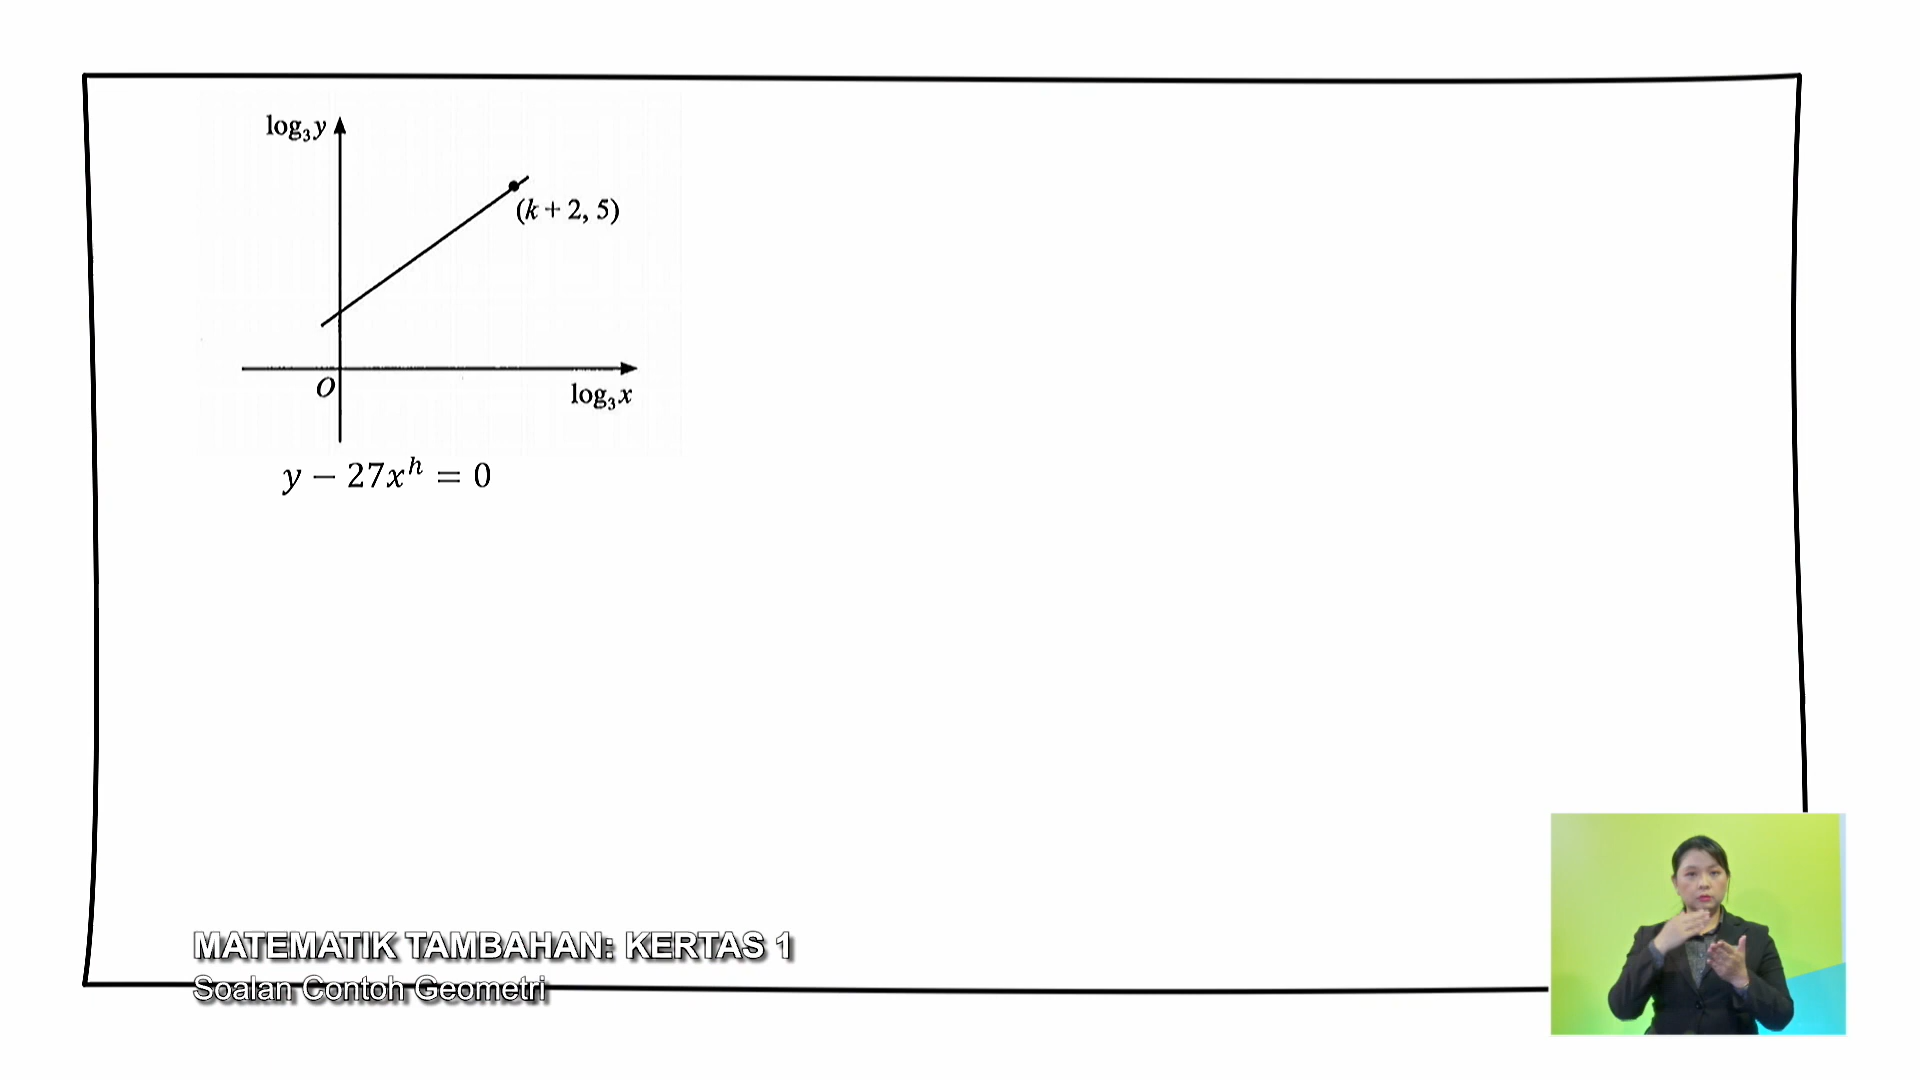 log₃y
(k + 2, 5)
O
log₃x
y − 27xʰ = 0
MATEMATIK TAMBAHAN: KERTAS 1
Soalan Contoh Geometri